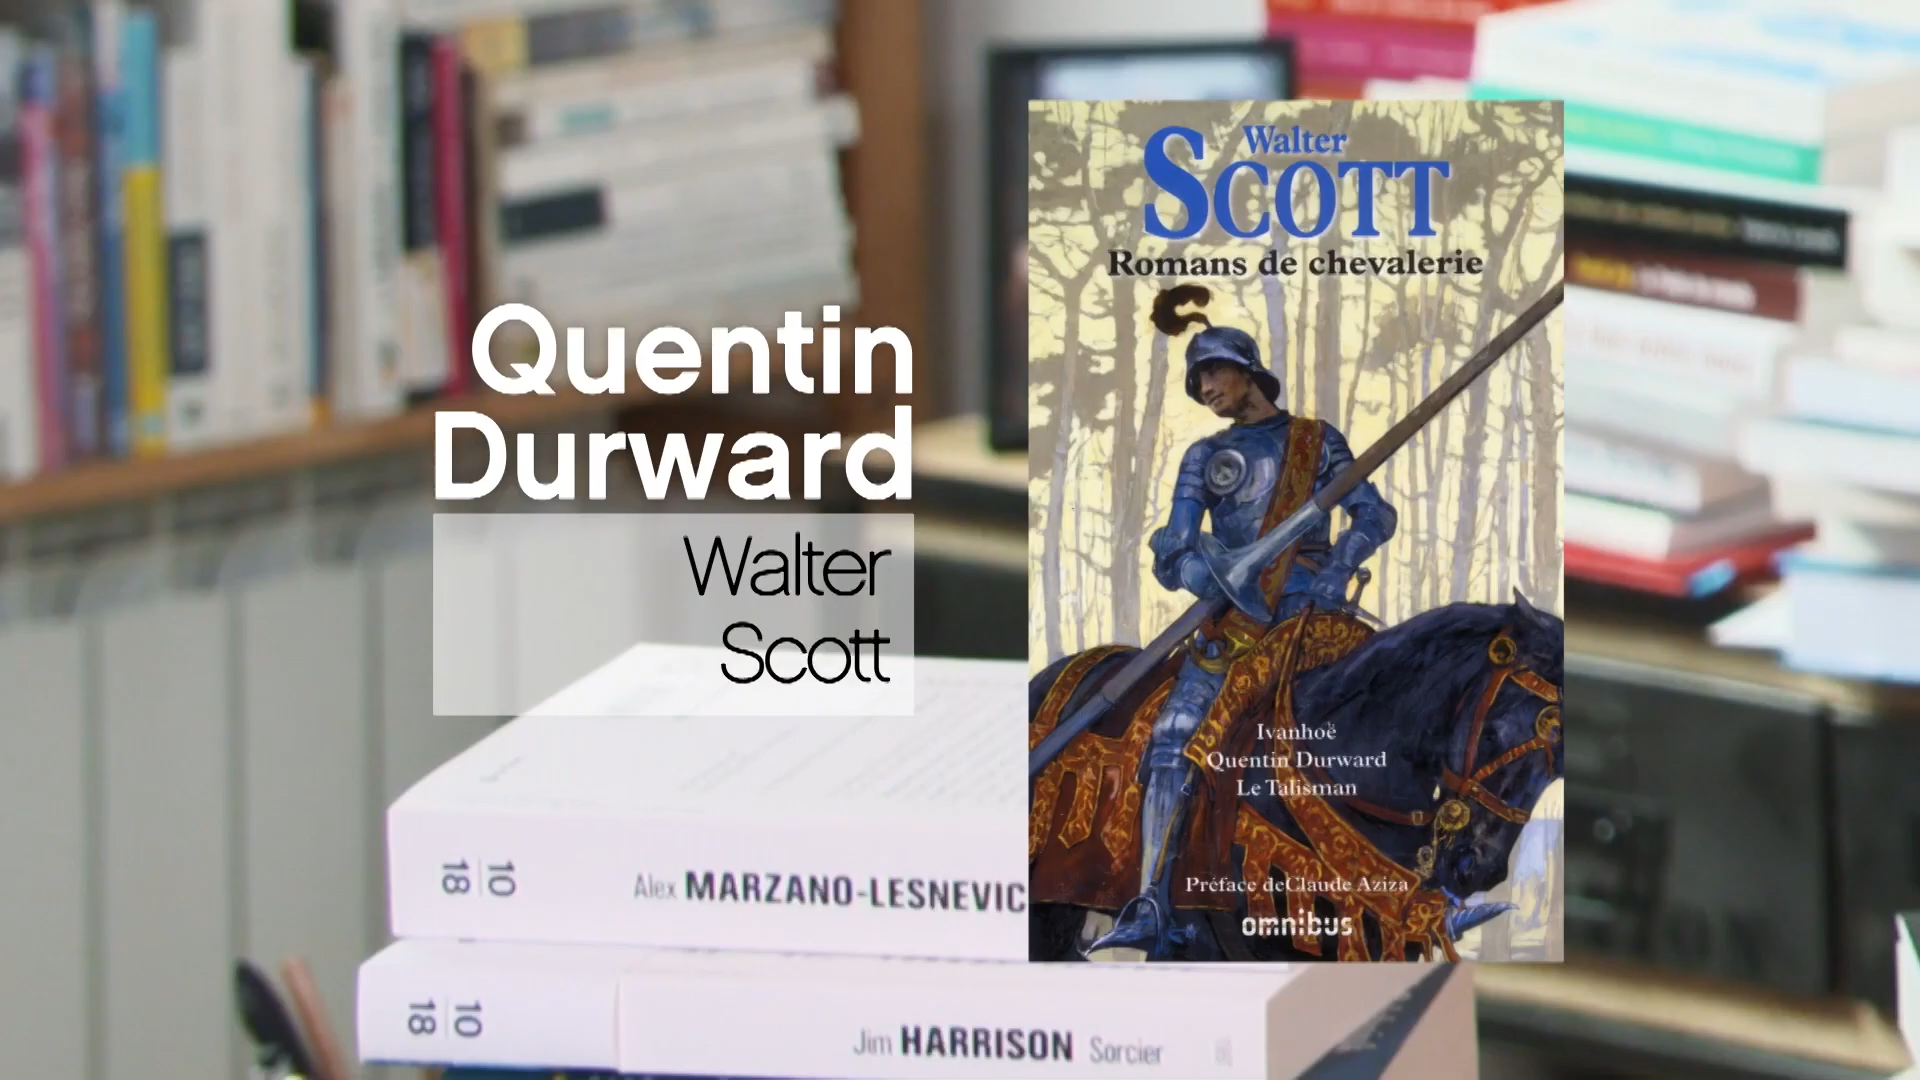 Quentin
Durward
Walter
Scott
Walter
SCOTT
Romans de chevalerie
Ivanhoë
Quentin Durward
Le Talisman
Préface deClaude Aziza
omnibus
10
18
Alex MARZANO-LESNEVIC
10
18
Jim HARRISON Sorcier